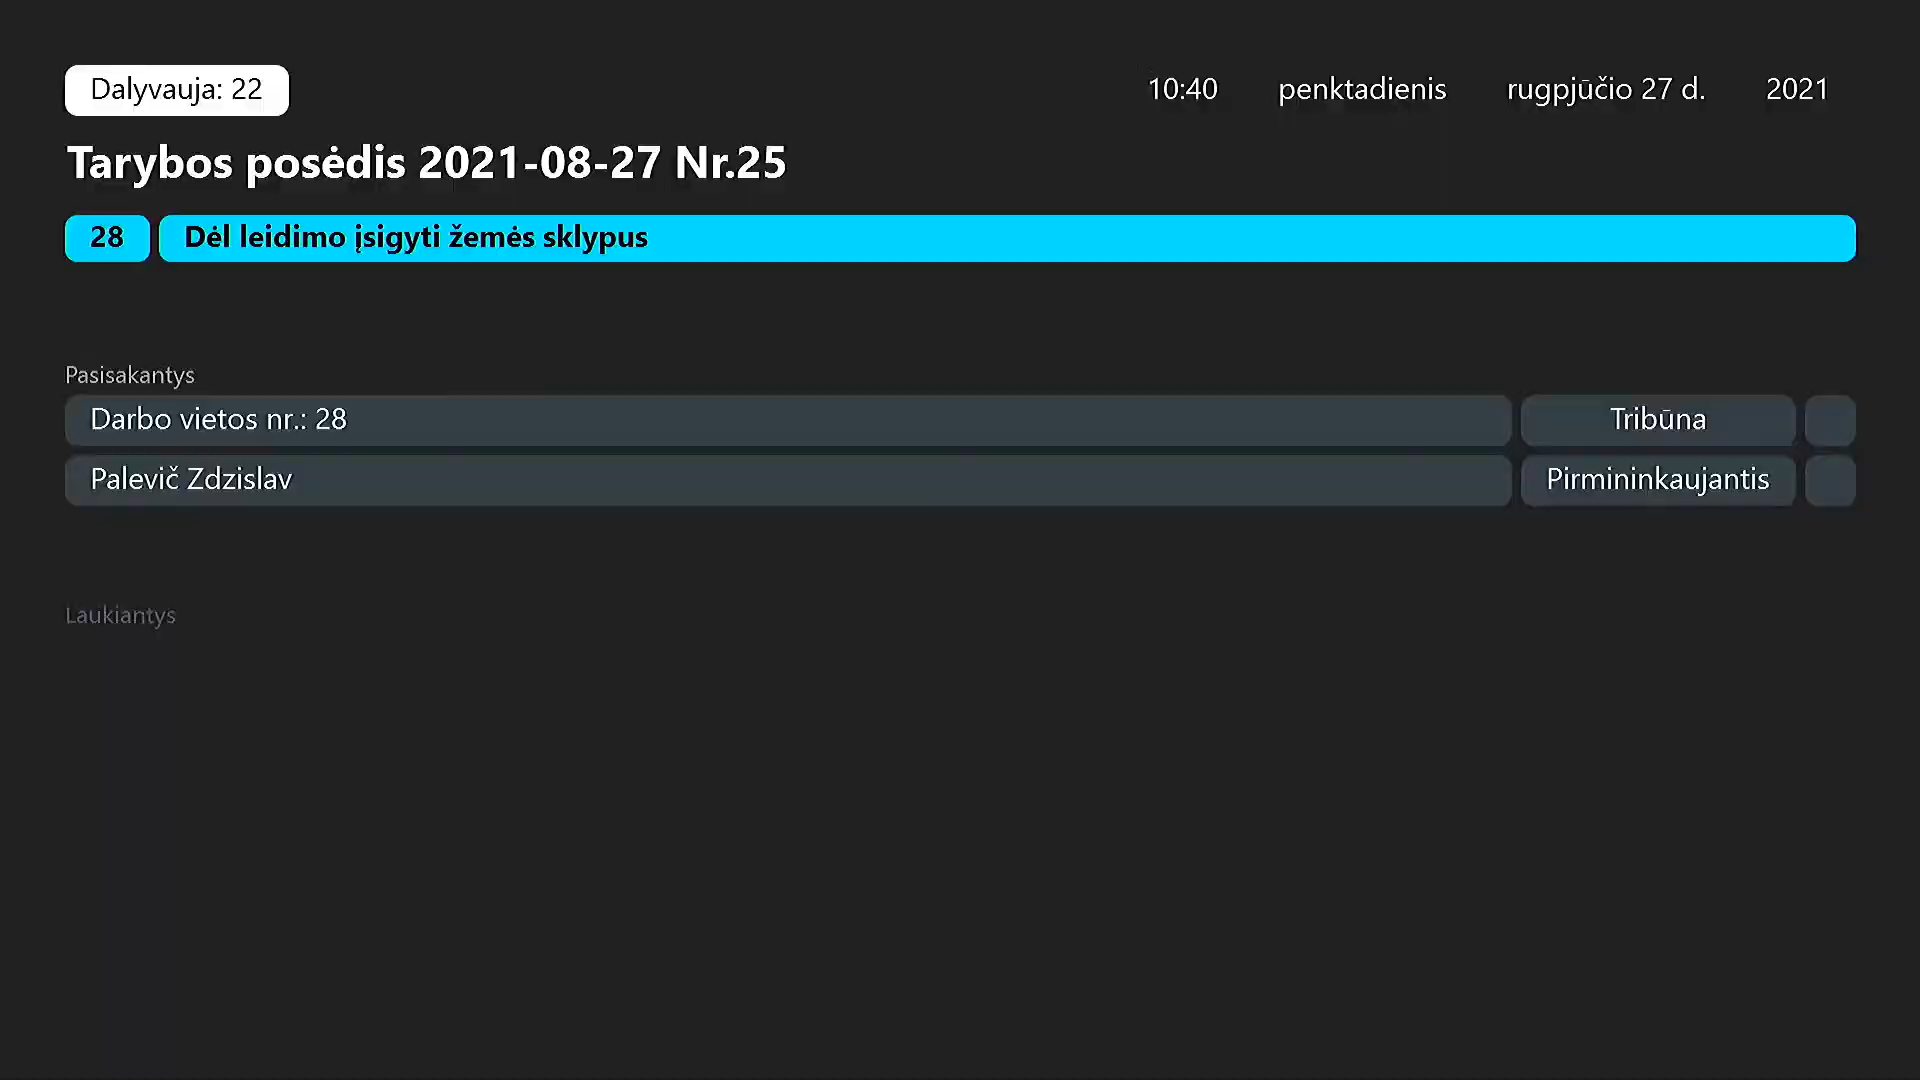 Dalyvauja: 22
10:40 penktadienis rugpjūčio 27 d. 2021
Tarybos posėdis 2021-08-27 Nr.25
28 Dėl leidimo įsigyti žemės sklypus
Pasisakantys
Darbo vietos nr.: 28 Tribūna
Palevič Zdzislav Pirmininkaujantis
Laukiantys